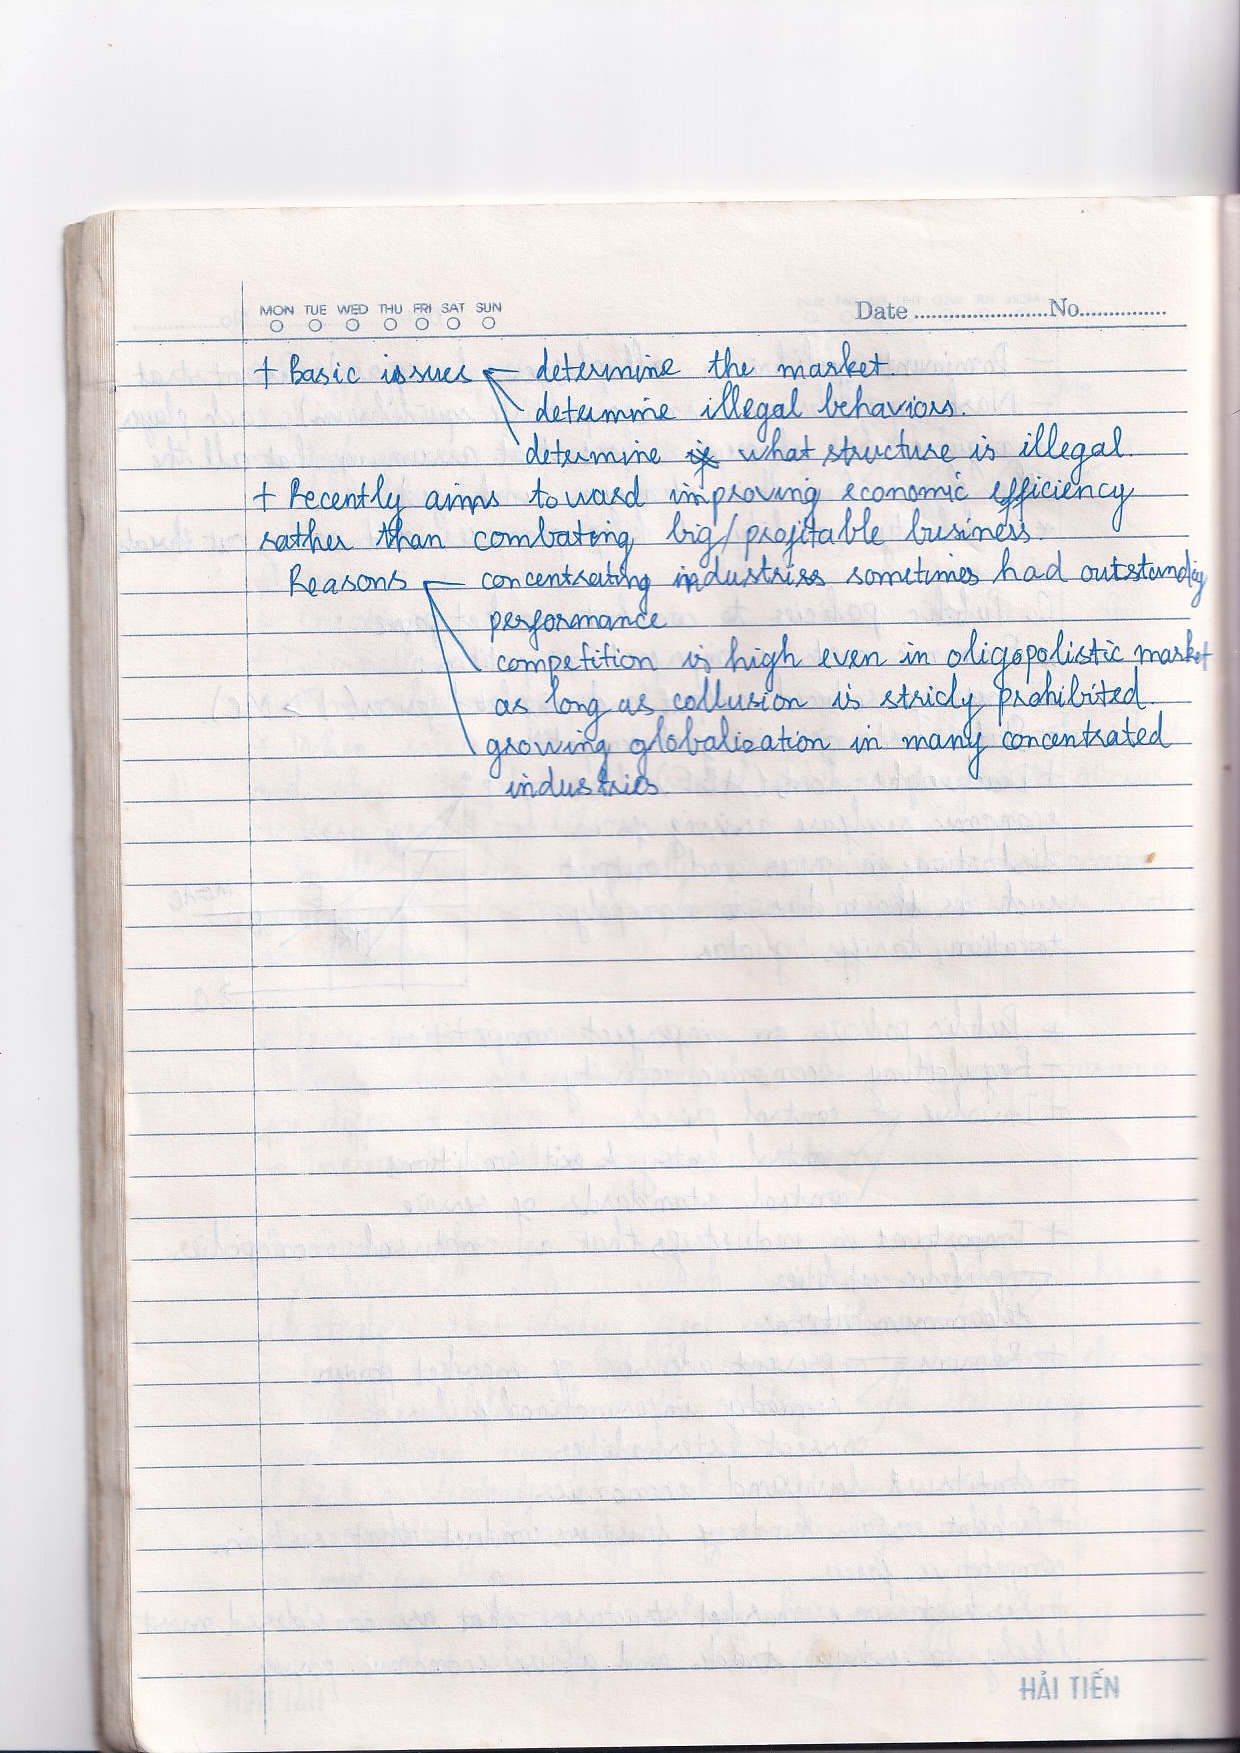 MON TUE WED THU FRI SAT SUN
Date ........................No...............
+ Basic issues - determine the market
determine illegal behaviors.
determine what structure is illegal.
+ Recently aims toward improving economic efficiency
rather than combating big/profitable business.
Reasons - concentrating industries sometimes had outstanding
performance
competition is high even in oligopolistic market
as long as collusion is stricly prohibited.
growing globalization in many concentrated
industries
HẢI TIẾN